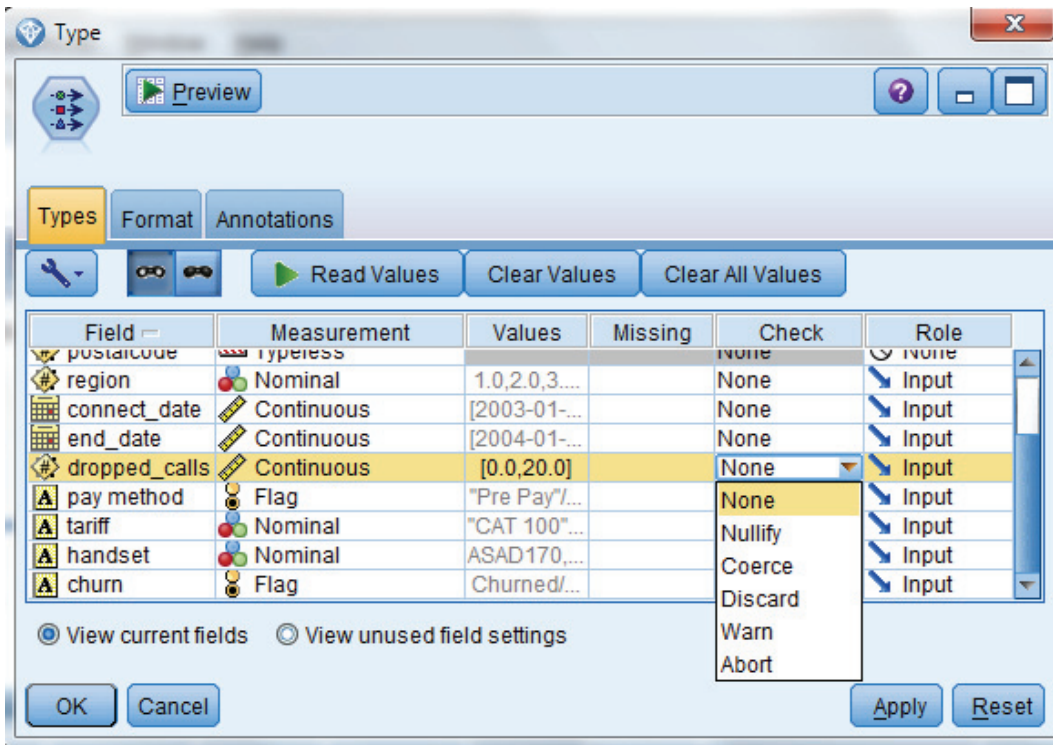 Type
Preview
Types Format Annotations
Read Values Clear Values Clear All Values
Field Measurement Values Missing Check Role
postalcode Typeless None None
region Nominal 1.0,2.0,3.... None Input
connect_date Continuous [2003-01-... None Input
end_date Continuous [2004-01-... None Input
dropped_calls Continuous [0.0,20.0] None Input
pay method Flag "Pre Pay"/... Input
tariff Nominal "CAT 100"... Input
handset Nominal ASAD170,... Input
churn Flag Churned/... Input
None
Nullify
Coerce
Discard
Warn
Abort
View current fields View unused field settings
OK Cancel Apply Reset